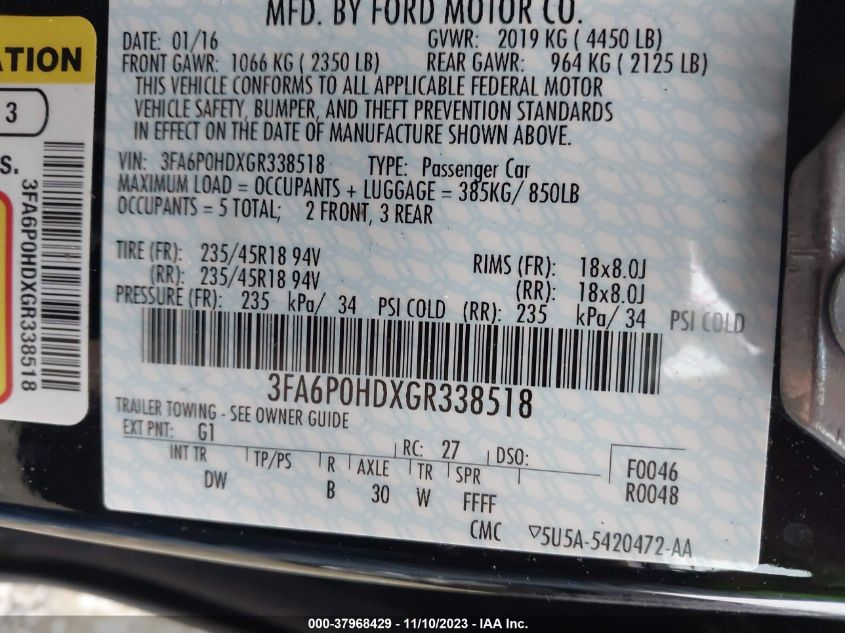 MFD. BY FORD MOTOR CO.
DATE: 01/16 GVWR: 2019 KG ( 4450 LB)
FRONT GAWR: 1066 KG ( 2350 LB) REAR GAWR: 964 KG ( 2125 LB)
THIS VEHICLE CONFORMS TO ALL APPLICABLE FEDERAL MOTOR
VEHICLE SAFETY, BUMPER, AND THEFT PREVENTION STANDARDS
IN EFFECT ON THE DATE OF MANUFACTURE SHOWN ABOVE.
VIN: 3FA6P0HDXGR338518 TYPE: Passenger Car
MAXIMUM LOAD = OCCUPANTS + LUGGAGE = 385KG/ 850LB
OCCUPANTS = 5 TOTAL; 2 FRONT, 3 REAR
TIRE (FR): 235/45R18 94V RIMS (FR): 18x8.0J
(RR): 235/45R18 94V (RR): 18x8.0J
PRESSURE (FR): 235 kPa/ 34 PSI COLD (RR): 235 kPa/ 34 PSI COLD
3FA6P0HDXGR338518
TRAILER TOWING - SEE OWNER GUIDE
EXT PNT: G1 RC: 27 DSO:
INT TR TP/PS R AXLE TR SPR F0046
DW B 30 W FFFF R0048
CMC ▽5U5A-5420472-AA
ATION
3
S.
3FA6P0HDXGR338518
000-37968429 - 11/10/2023 - IAA Inc.